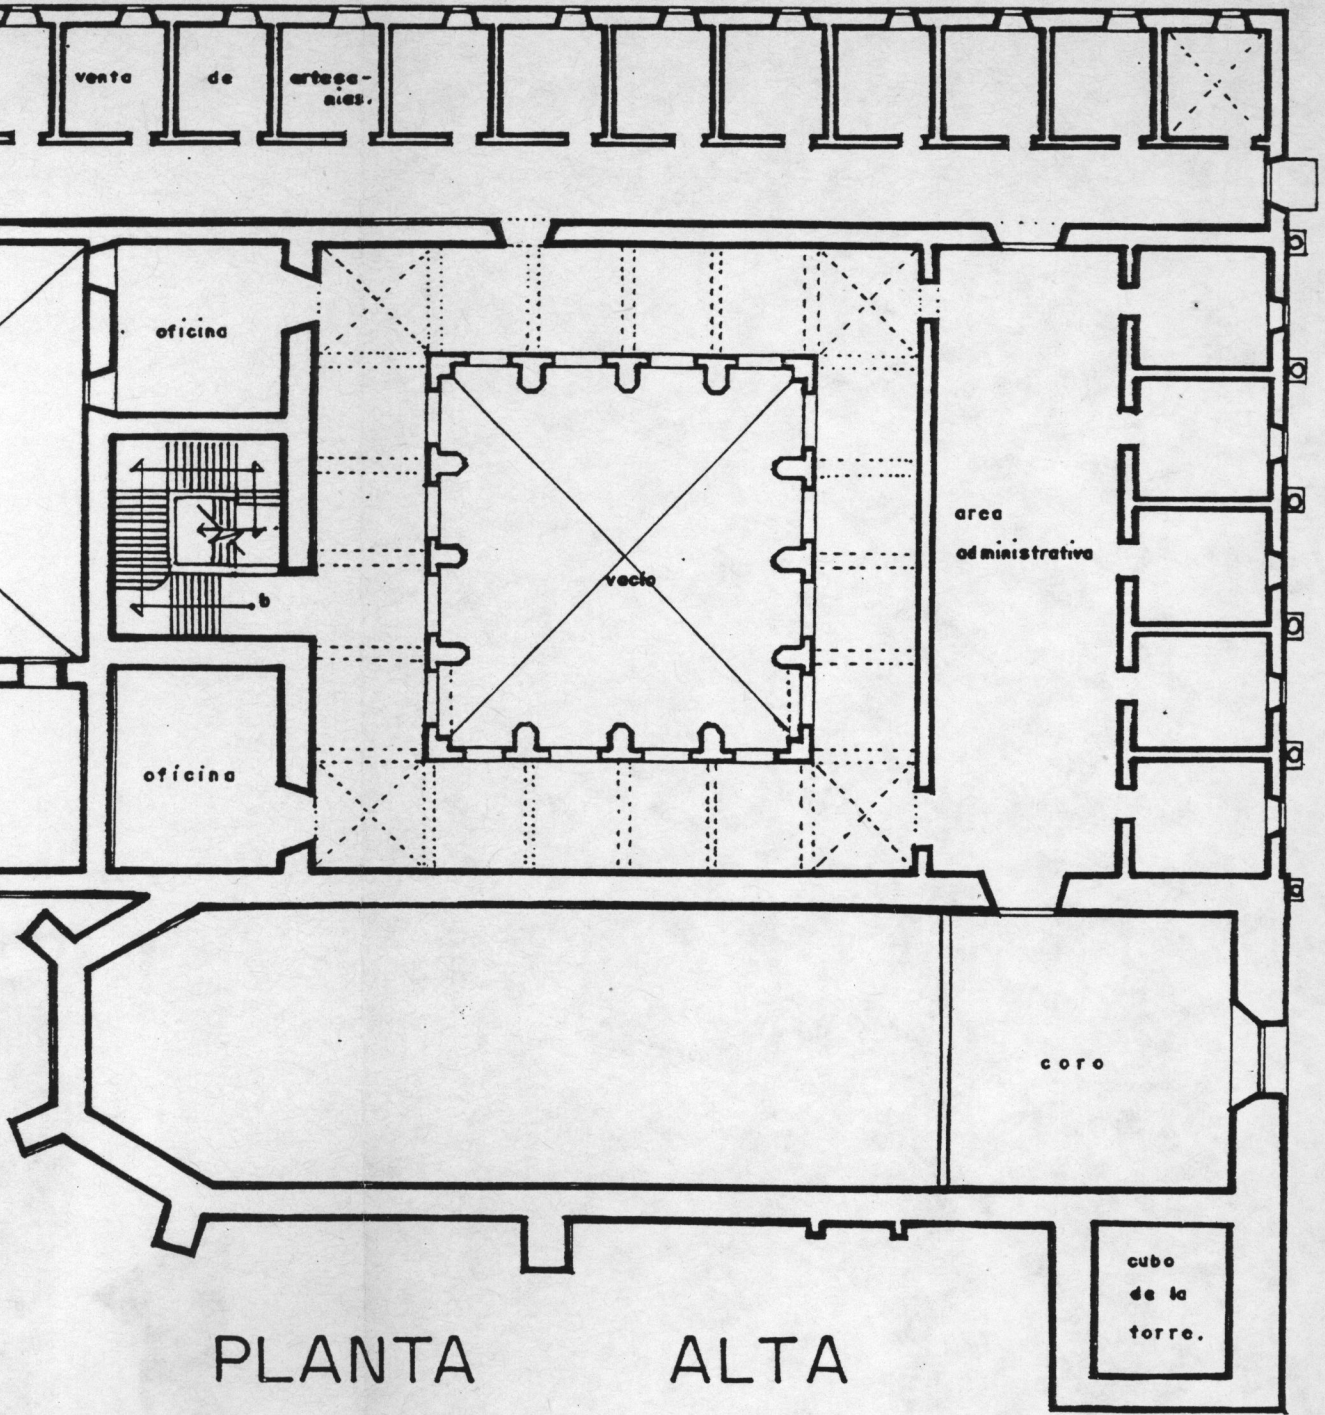 venta de artesa-
nias.
oficina
area
administrativa
vacio
b
oficina
coro
cubo
de la
torre.
PLANTA ALTA